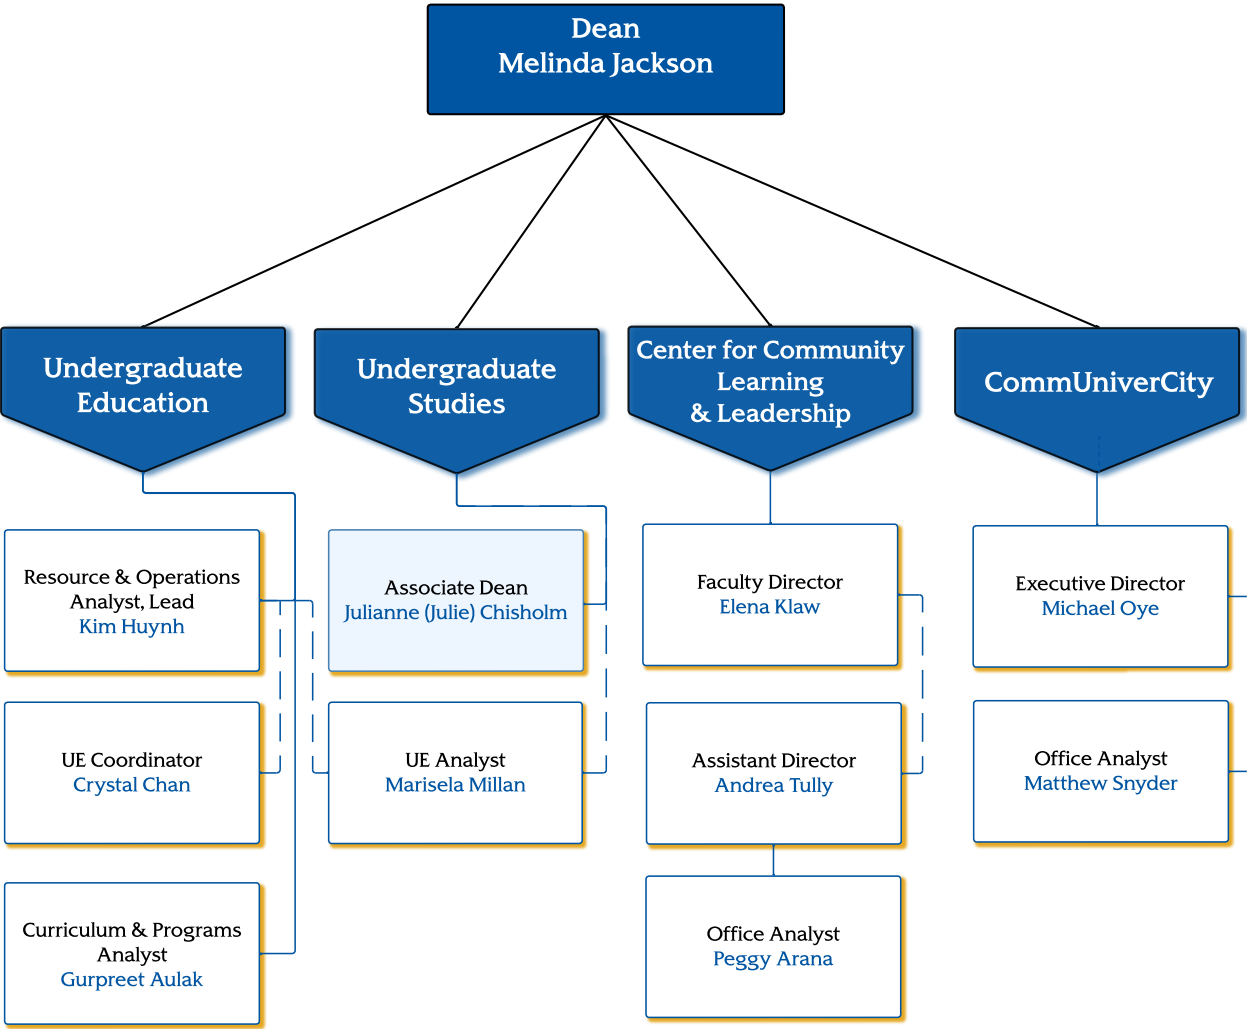 Dean
Melinda Jackson
Undergraduate
Education
Undergraduate
Studies
Center for Community
Learning
& Leadership
CommUniverCity
Resource & Operations
Analyst, Lead
Kim Huynh
Associate Dean
Julianne (Julie) Chisholm
Faculty Director
Elena Klaw
Executive Director
Michael Oye
UE Coordinator
Crystal Chan
UE Analyst
Marisela Millan
Assistant Director
Andrea Tully
Office Analyst
Matthew Snyder
Curriculum & Programs
Analyst
Gurpreet Aulak
Office Analyst
Peggy Arana